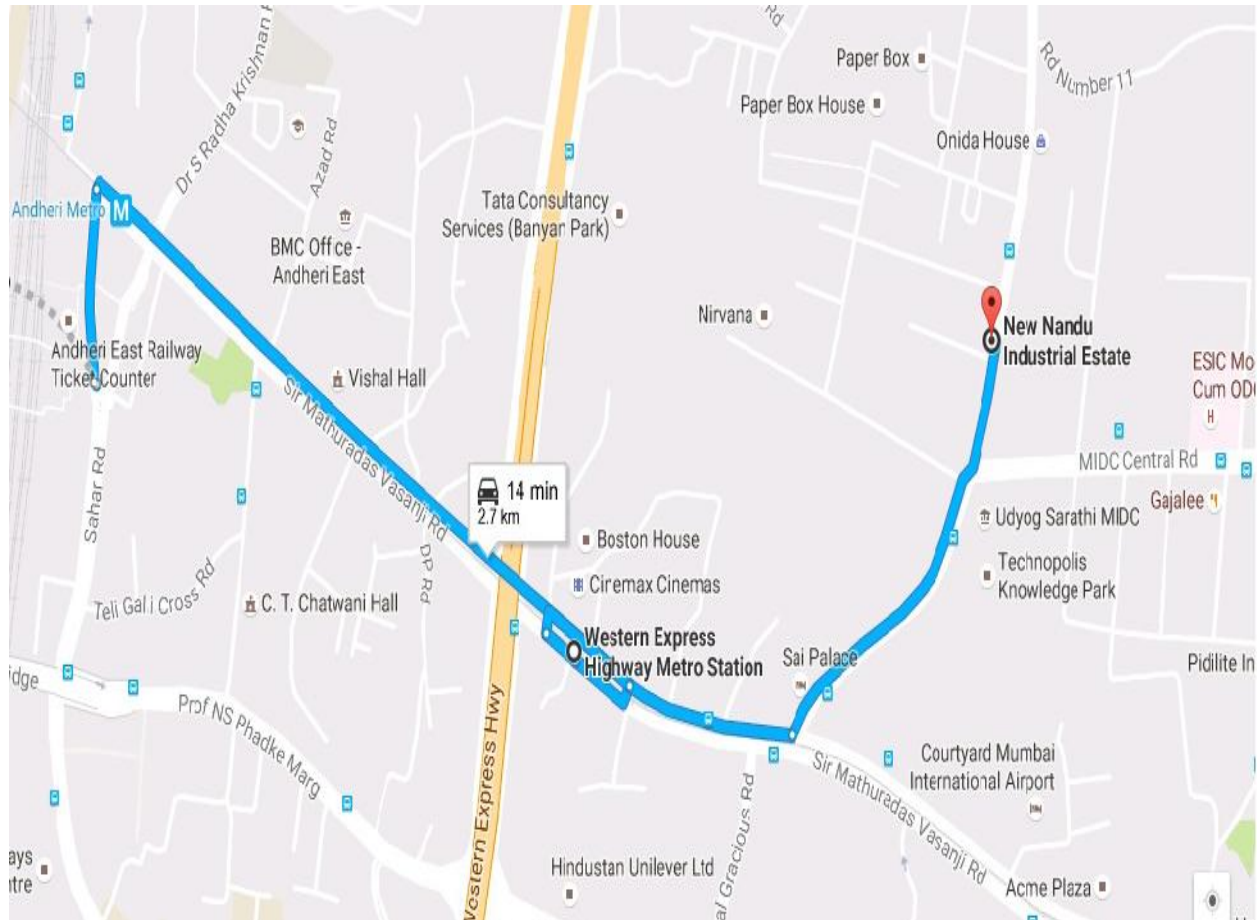 Rd
Paper Box
Rd Number 11
Paper Box House
Onida House
Dr S Radha Krishnan
Azad Rd
Andheri Metro M
Tata Consultancy
Services (Banyan Park)
BMC Office -
Andheri East
Nirvana
New Nandu
Industrial Estate
Andheri East Railway
Ticket Counter
ESIC Mo
Cum OD
H
Vishal Hall
Sir Mathuradas Vasanji Rd
MIDC Central Rd
14 min
2.7 km
Gajalee
Sahar Rd
Udyog Sarathi MIDC
Boston House
DP Rd
Technopolis
Knowledge Park
Cinemax Cinemas
Teli Galli Cross Rd
C. T. Chatwani Hall
Western Express
Highway Metro Station
Sai Palace
Pidilite In
idge
Prof NS Phadke Marg
Western Express Hwy
Courtyard Mumbai
International Airport
Sir Mathuradas Vasanji Rd
al Gracious Rd
Hindustan Unilever Ltd
ays
tre
Acme Plaza